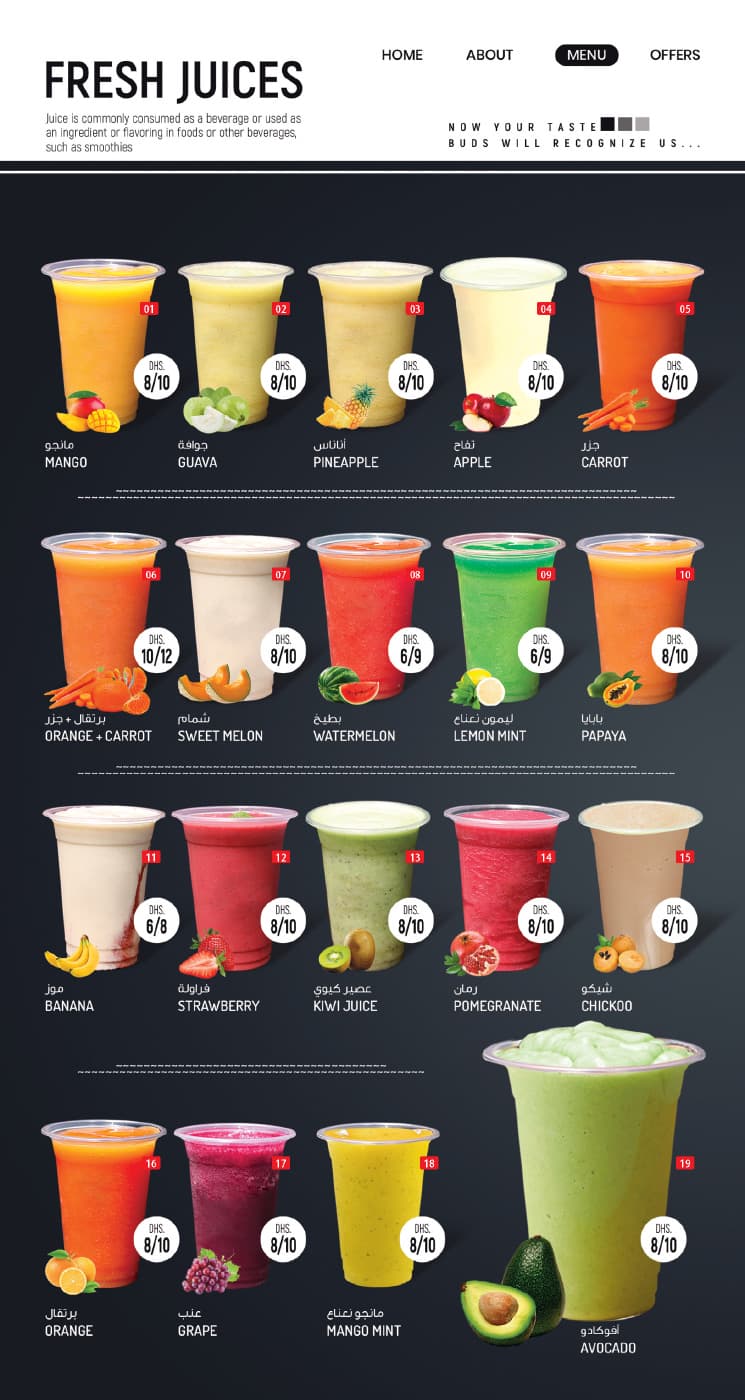 HOME ABOUT MENU OFFERS
FRESH JUICES
Juice is commonly consumed as a beverage or used as
an ingredient or flavoring in foods or other beverages,
such as smoothies
NOW YOUR TASTE
BUDS WILL RECOGNIZE US...
01 02 03 04 05
DHS. DHS. DHS. DHS. DHS.
8/10 8/10 8/10 8/10 8/10
مانجو جوافة أناناس تفاح جزر
MANGO GUAVA PINEAPPLE APPLE CARROT
06 07 08 09 10
DHS. DHS. DHS. DHS. DHS.
10/12 8/10 6/9 6/9 8/10
برتقال + جزر شمام بطيخ ليمون نعناع بابايا
ORANGE + CARROT SWEET MELON WATERMELON LEMON MINT PAPAYA
11 12 13 14 15
DHS. DHS. DHS. DHS. DHS.
6/8 8/10 8/10 8/10 8/10
موز فراولة عصير كيوي رمان شيكو
BANANA STRAWBERRY KIWI JUICE POMEGRANATE CHICKOO
16 17 18 19
DHS. DHS. DHS. DHS.
8/10 8/10 8/10 8/10
برتقال عنب مانجو نعناع أفوكادو
ORANGE GRAPE MANGO MINT AVOCADO